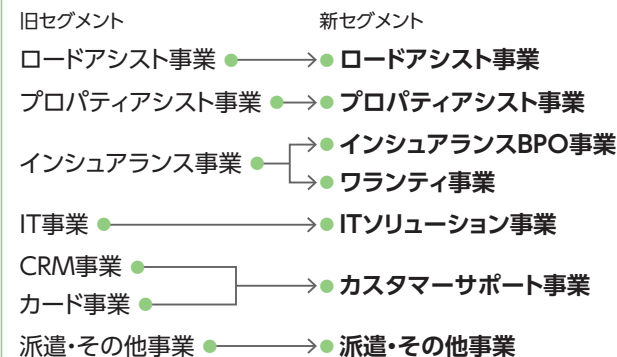 旧セグメント 新セグメント
ロードアシスト事業 ロードアシスト事業
プロパティアシスト事業 プロパティアシスト事業
インシュアランス事業 インシュアランスBPO事業
ワランティ事業
IT事業 ITソリューション事業
CRM事業
カード事業 カスタマーサポート事業
派遣・その他事業 派遣・その他事業